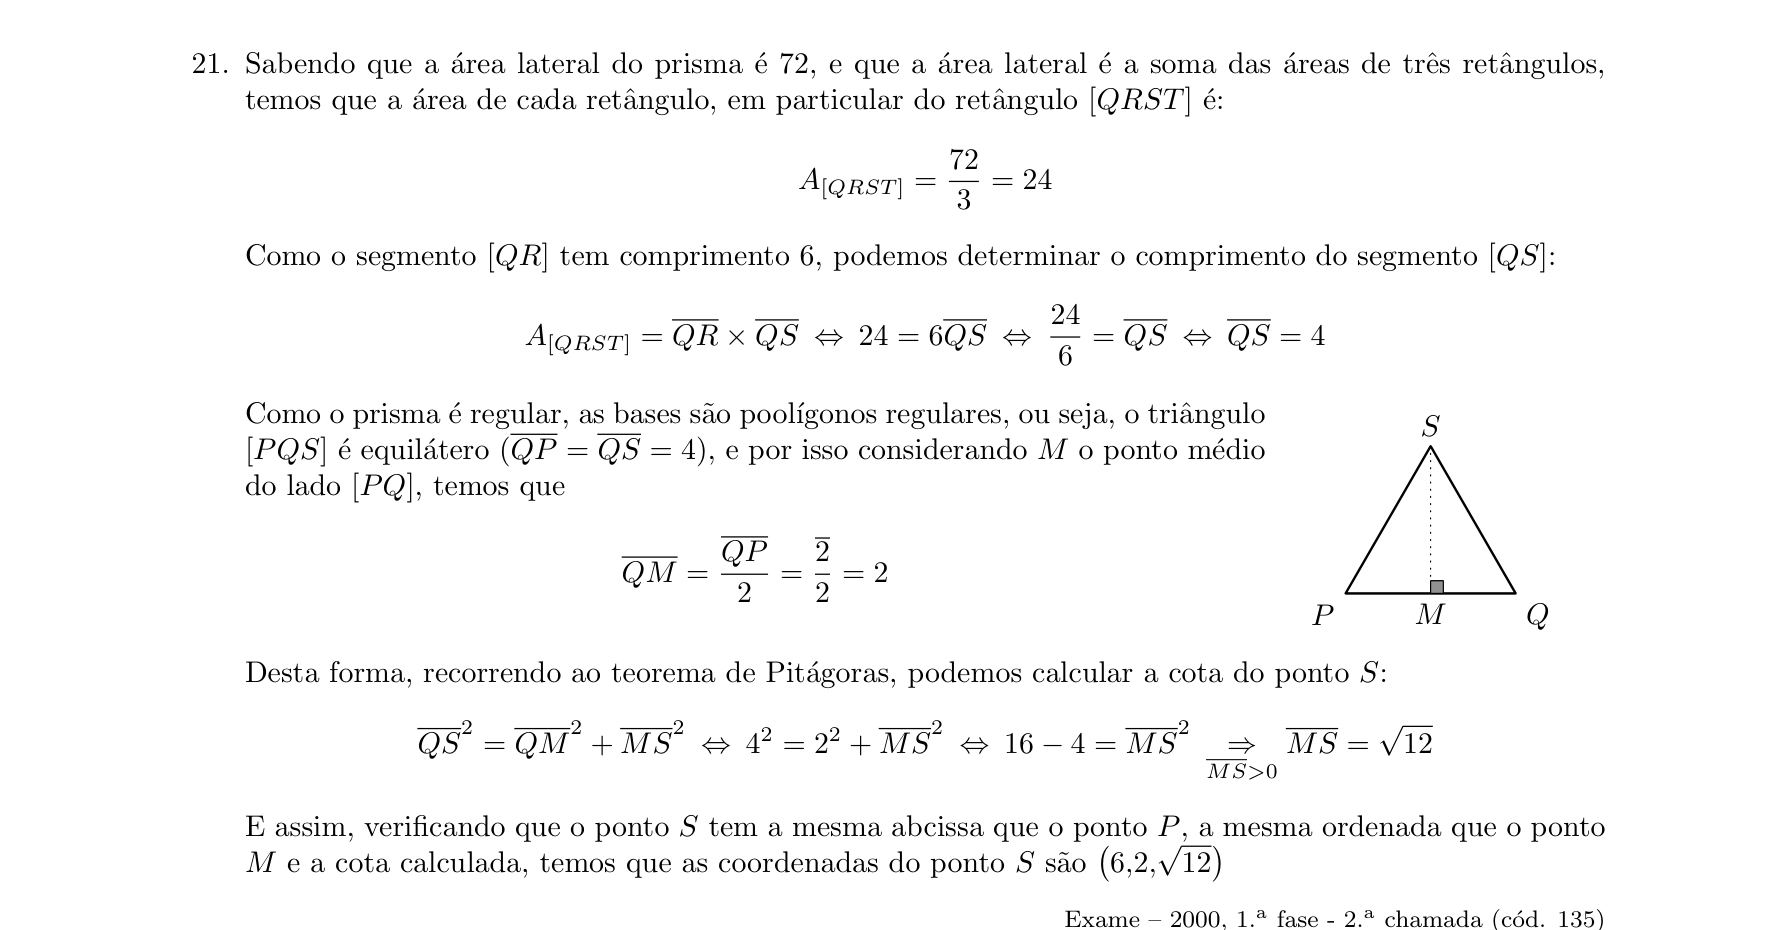 21. Sabendo que a área lateral do prisma é 72, e que a área lateral é a soma das áreas de três retângulos,
temos que a área de cada retângulo, em particular do retângulo [QRST] é:
A_{[QRST]} = \frac{72}{3} = 24
Como o segmento [QR] tem comprimento 6, podemos determinar o comprimento do segmento [QS]:
A_{[QRST]} = \overline{QR} × \overline{QS} ⇔ 24 = 6\overline{QS} ⇔ \frac{24}{6} = \overline{QS} ⇔ \overline{QS} = 4
Como o prisma é regular, as bases são poolígonos regulares, ou seja, o triângulo
[PQS] é equilátero (\overline{QP} = \overline{QS} = 4), e por isso considerando M o ponto médio
do lado [PQ], temos que
\overline{QM} = \frac{\overline{QP}}{2} = \frac{\overline{2}}{2} = 2
S
P M Q
Desta forma, recorrendo ao teorema de Pitágoras, podemos calcular a cota do ponto S:
\overline{QS}^2 = \overline{QM}^2 + \overline{MS}^2 ⇔ 4^2 = 2^2 + \overline{MS}^2 ⇔ 16 − 4 = \overline{MS}^2 \underset{\overline{MS}>0}{⇒} \overline{MS} = \sqrt{12}
E assim, verificando que o ponto S tem a mesma abcissa que o ponto P, a mesma ordenada que o ponto
M e a cota calculada, temos que as coordenadas do ponto S são (6,2,\sqrt{12})
Exame – 2000, 1.ª fase - 2.ª chamada (cód. 135)